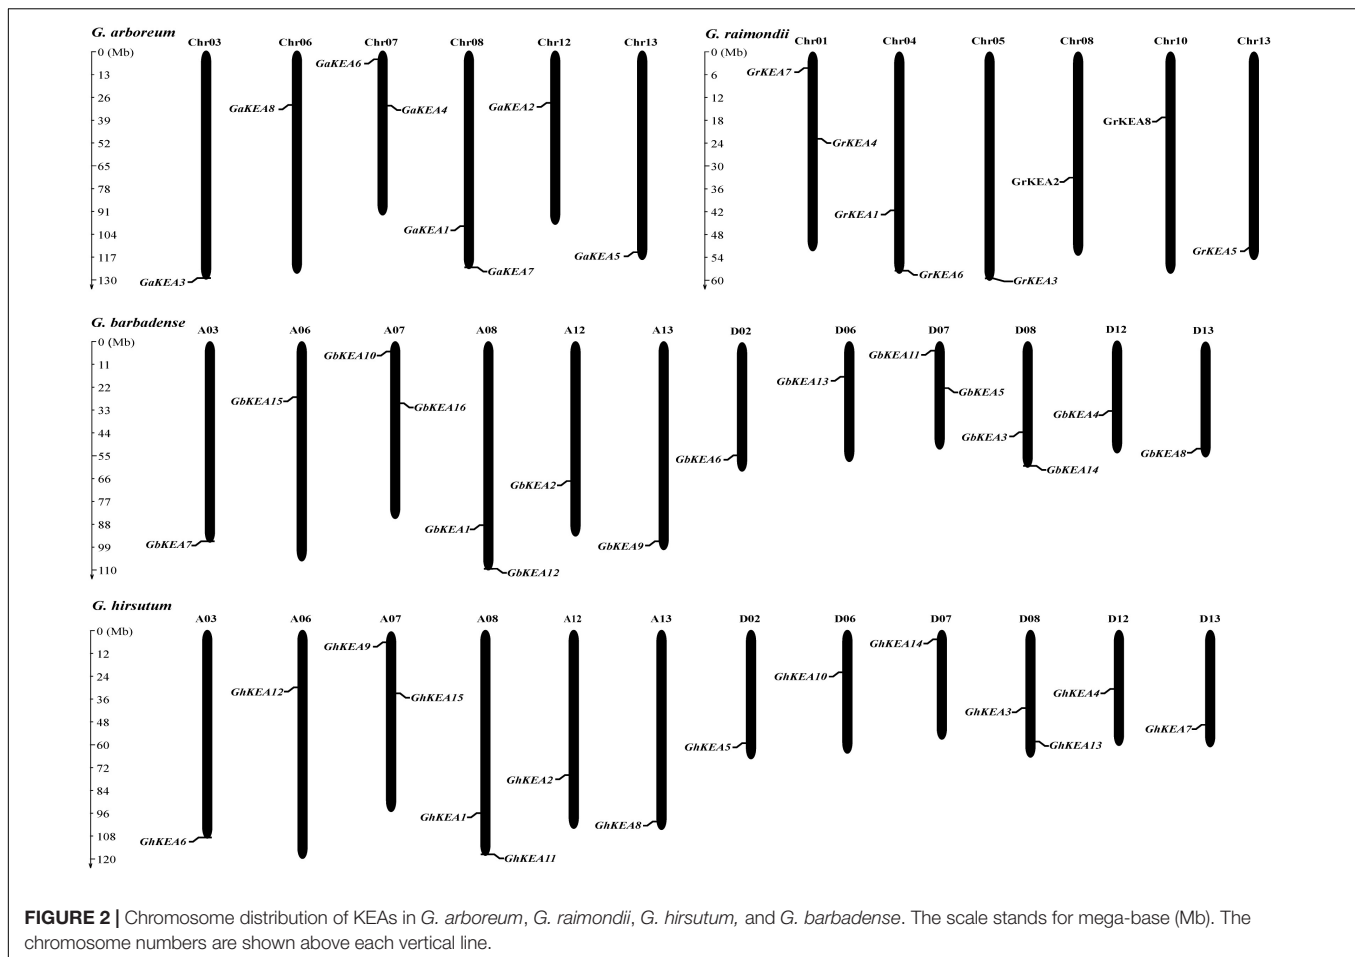 G. arboreum
Chr03 Chr06 Chr07 Chr08 Chr12 Chr13
0 (Mb)
13
26
39
52
65
78
91
104
117
130
GaKEA3
GaKEA8
GaKEA6
GaKEA4
GaKEA1
GaKEA7
GaKEA2
GaKEA5
G. raimondii
Chr01 Chr04 Chr05 Chr08 Chr10 Chr13
0 (Mb)
6
12
18
24
30
36
42
48
54
60
GrKEA7
GrKEA4
GrKEA1
GrKEA6
GrKEA3
GrKEA2
GrKEA8
GrKEA5
G. barbadense
A03 A06 A07 A08 A12 A13 D02 D06 D07 D08 D12 D13
0 (Mb)
11
22
33
44
55
66
77
88
99
110
GbKEA7
GbKEA15
GbKEA10
GbKEA16
GbKEA1
GbKEA12
GbKEA2
GbKEA9
GbKEA6
GbKEA13
GbKEA11
GbKEA5
GbKEA3
GbKEA14
GbKEA4
GbKEA8
G. hirsutum
A03 A06 A07 A08 A12 A13 D02 D06 D07 D08 D12 D13
0 (Mb)
12
24
36
48
60
72
84
96
108
120
GhKEA6
GhKEA12
GhKEA9
GhKEA15
GhKEA1
GhKEA11
GhKEA2
GhKEA8
GhKEA5
GhKEA10
GhKEA14
GhKEA3
GhKEA13
GhKEA4
GhKEA7
FIGURE 2 | Chromosome distribution of KEAs in G. arboreum, G. raimondii, G. hirsutum, and G. barbadense. The scale stands for mega-base (Mb). The
chromosome numbers are shown above each vertical line.